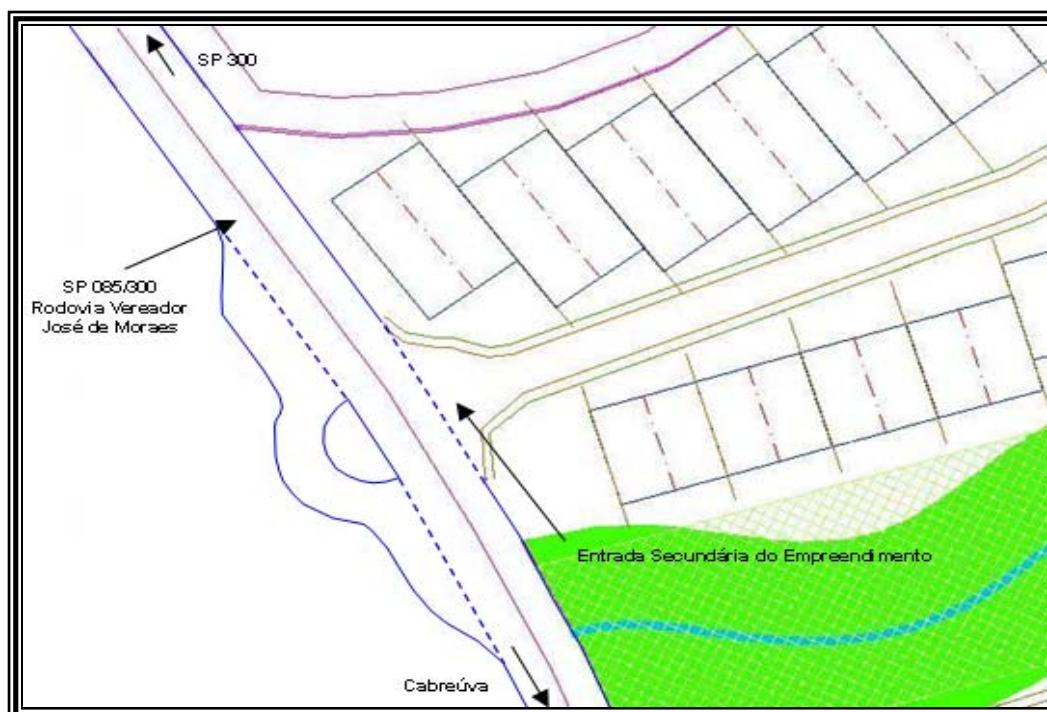 SP 300
SP 085/300
Rodovia Vereador
José de Moraes
Entrada Secundária do Empreendimento
Cabreúva